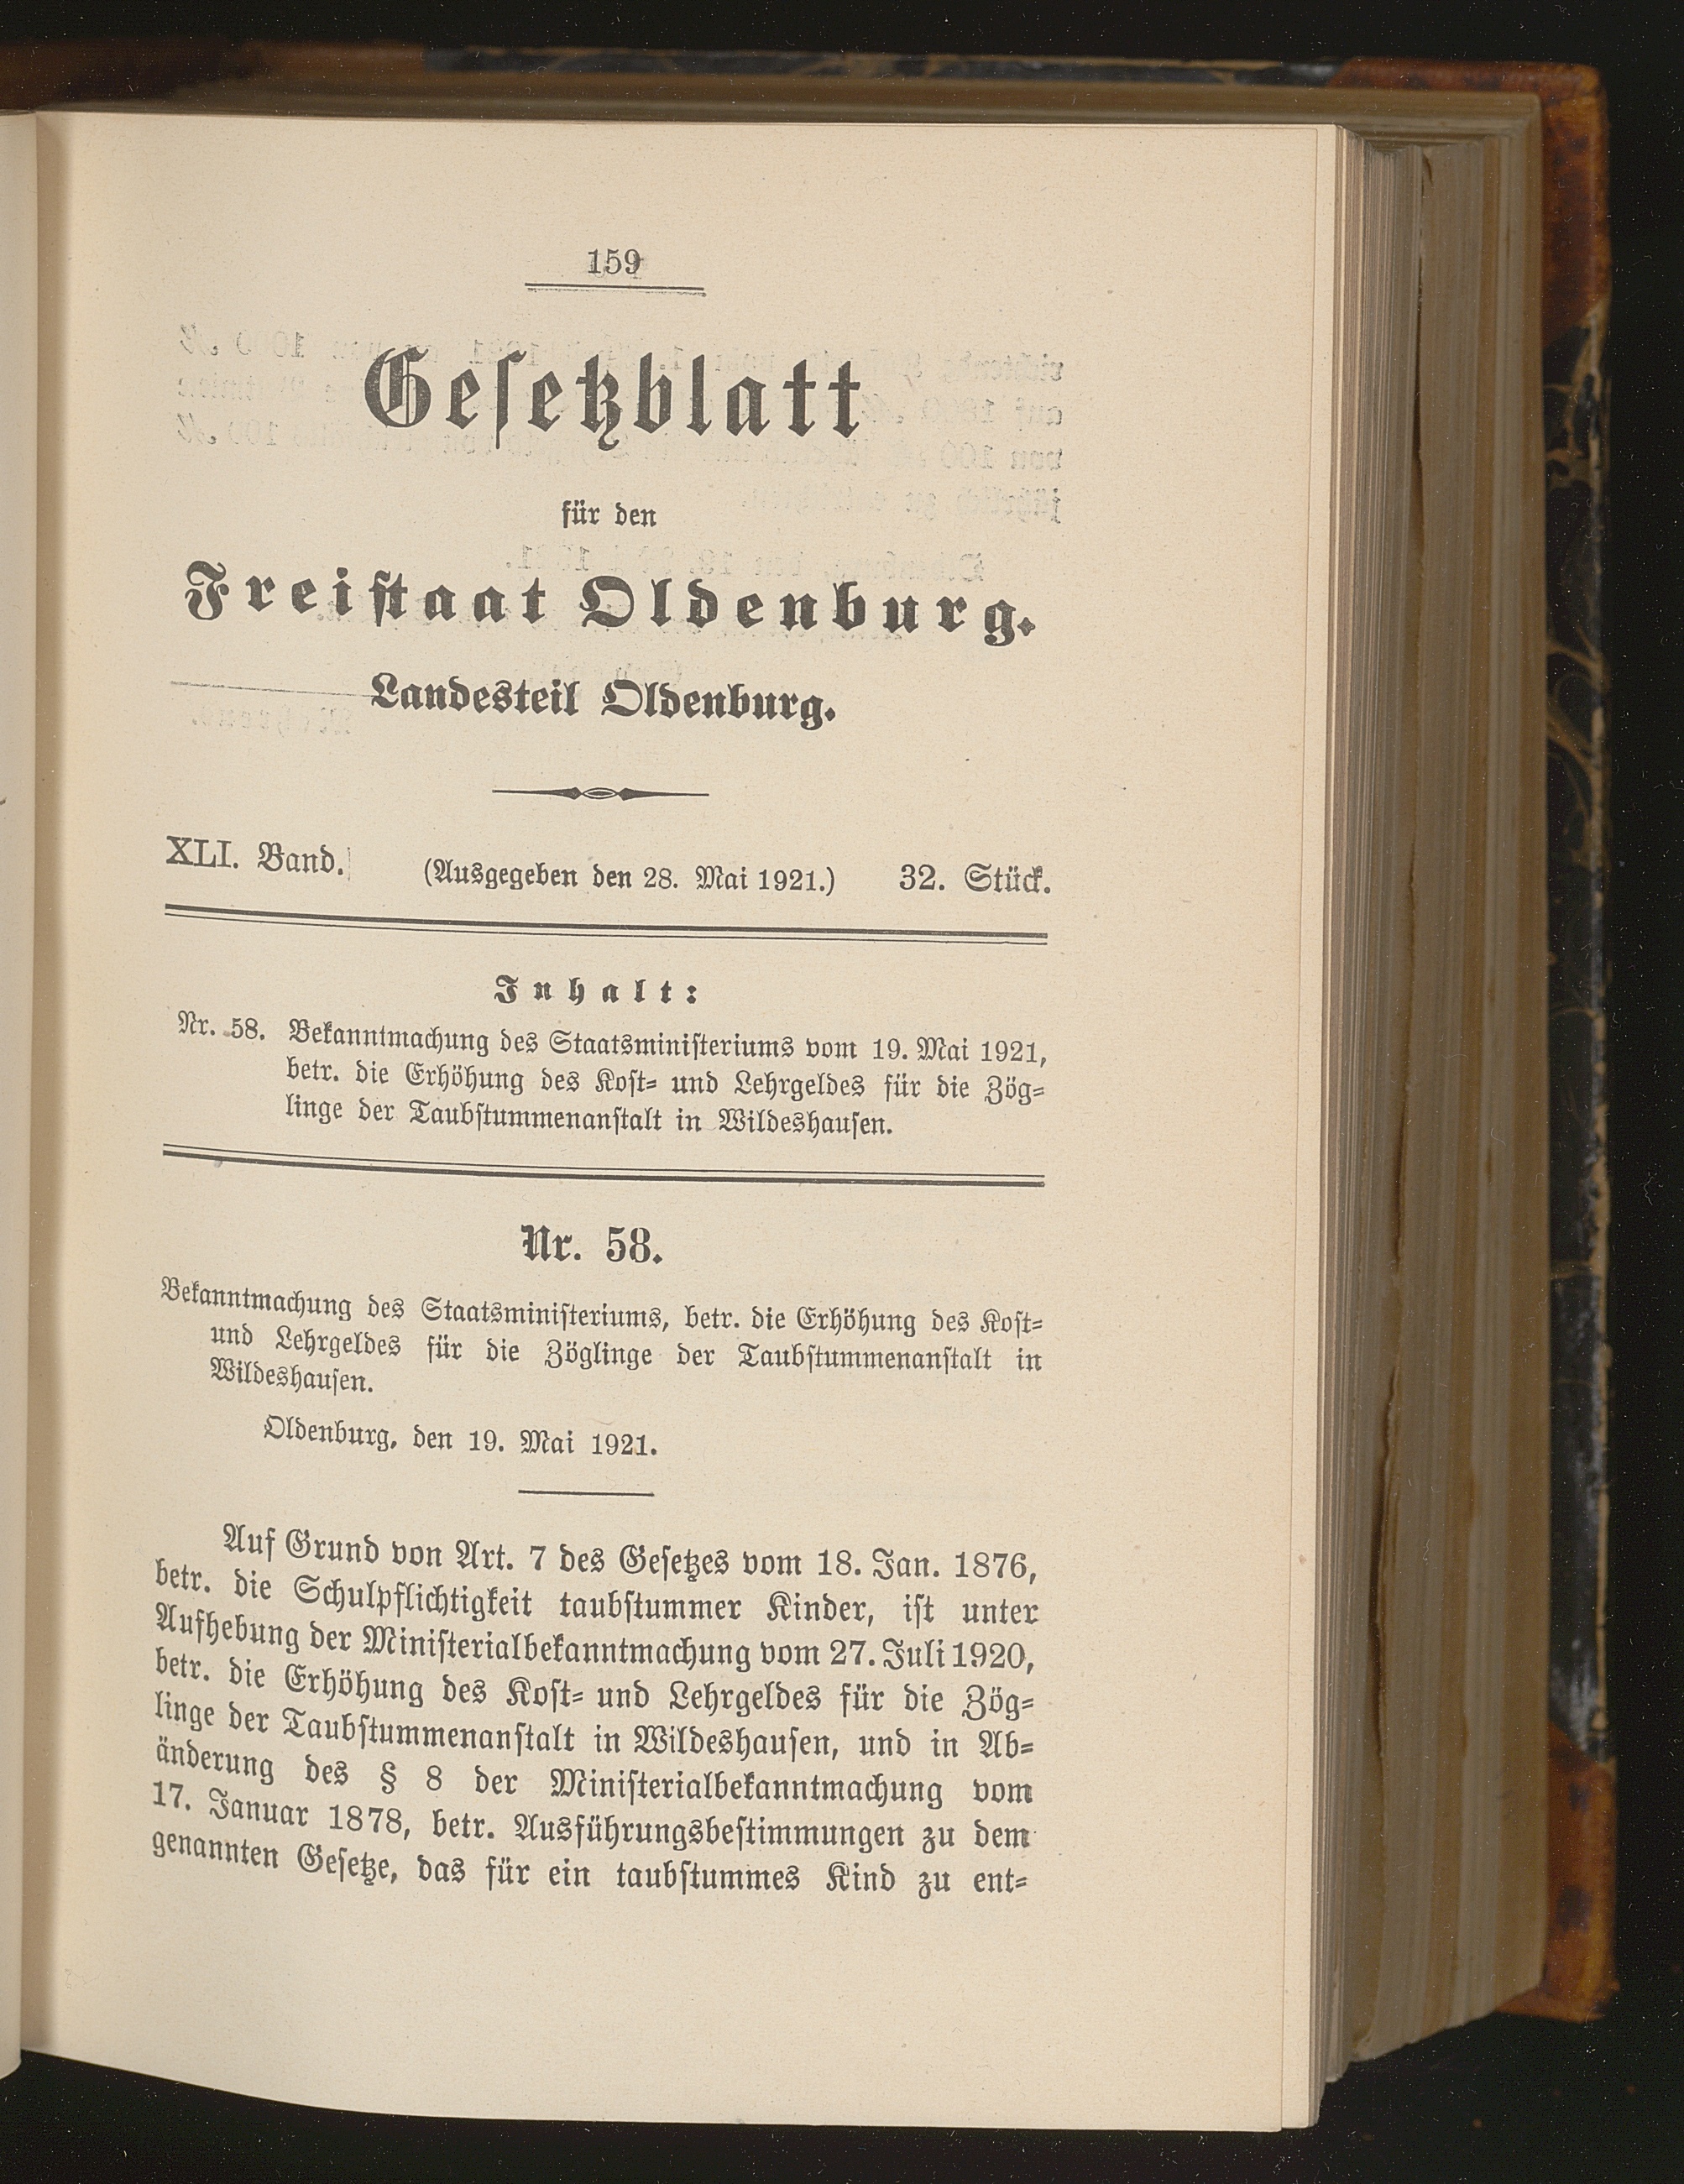 159
Gesetzblatt
für den
Freistaat Oldenburg.
Landesteil Oldenburg.
XLI. Band. (Ausgegeben den 28. Mai 1921.) 32. Stück.
Inhalt:
Nr. 58. Bekanntmachung des Staatsministeriums vom 19. Mai 1921,
betr. die Erhöhung des Kost- und Lehrgeldes für die Zög-
linge der Taubstummenanstalt in Wildeshausen.
Nr. 58.
Bekanntmachung des Staatsministeriums, betr. die Erhöhung des Kost-
und Lehrgeldes für die Zöglinge der Taubstummenanstalt in
Wildeshausen.
Oldenburg, den 19. Mai 1921.
Auf Grund von Art. 7 des Gesetzes vom 18. Jan. 1876,
betr. die Schulpflichtigkeit taubstummer Kinder, ist unter
Aufhebung der Ministerialbekanntmachung vom 27. Juli 1920,
betr. die Erhöhung des Kost- und Lehrgeldes für die Zög-
linge der Taubstummenanstalt in Wildeshausen, und in Ab-
änderung des § 8 der Ministerialbekanntmachung vom
17. Januar 1878, betr. Ausführungsbestimmungen zu dem
genannten Gesetze, das für ein taubstummes Kind zu ent-